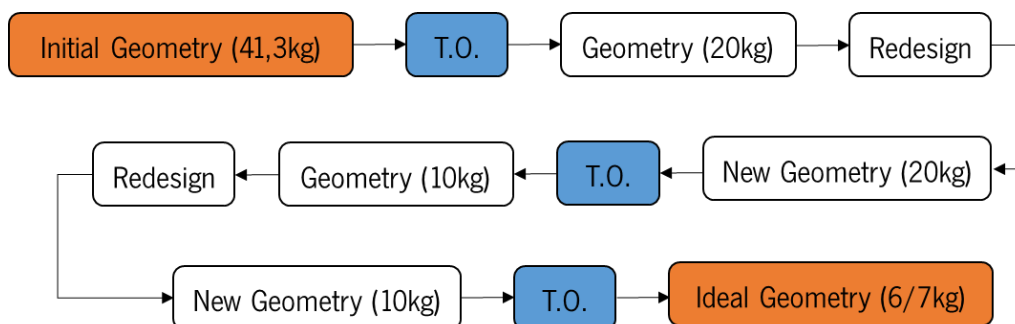 Initial Geometry (41,3kg)
T.O.
Geometry (20kg)
Redesign
New Geometry (20kg)
T.O.
Geometry (10kg)
Redesign
New Geometry (10kg)
T.O.
Ideal Geometry (6/7kg)